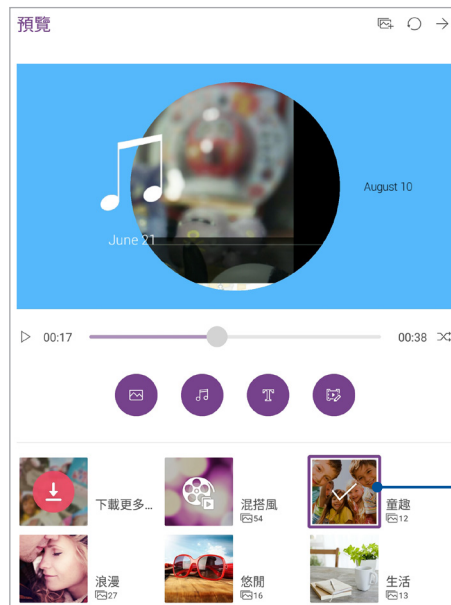 預覽
August 10
June 21
00:17
00:38
下載更多...
混搭風
54
童趣
12
浪漫
27
悠閒
16
生活
13